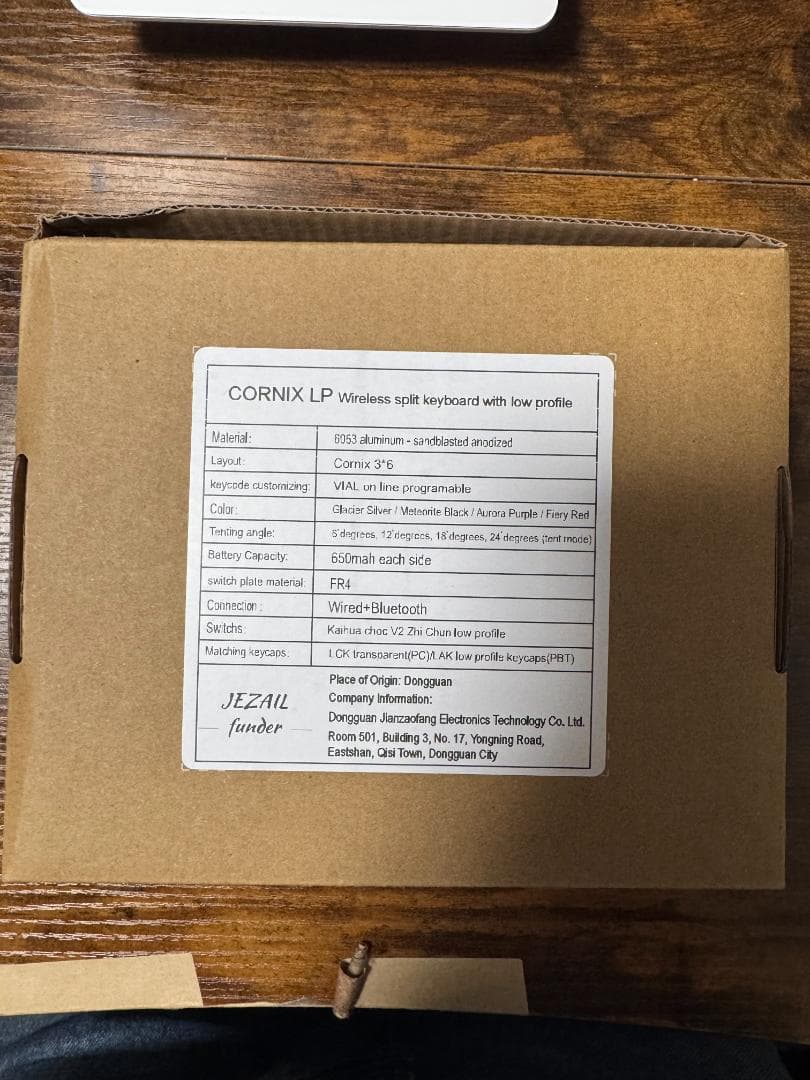 CORNIX LP Wireless split keyboard with low profile
Material: 6063 aluminum - sandblasted anodized
Layout: Cornix 3*6
keycode customizing: VIAL on line programable
Color: Glacier Silver / Meteorite Black / Aurora Purple / Fiery Red
Tenting angle: 6°degrees, 12°degrees, 18°degrees, 24°degrees (tent mode)
Battery Capacity: 650mah each side
switch plate material: FR4
Connection : Wired+Bluetooth
Switchs: Kaihua choc V2 Zhi Chun low profile
Matching keycaps: LCK transparent(PC)/LAK low profile keycaps(PBT)
JEZAIL
funder
Place of Origin: Dongguan
Company Information:
Dongguan Jianzaofang Electronics Technology Co. Ltd.
Room 501, Building 3, No. 17, Yongning Road,
Eastshan, Qisi Town, Dongguan City